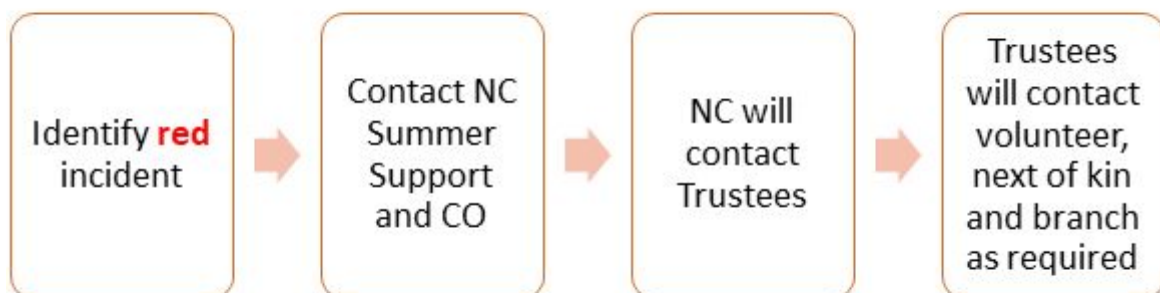 Identify red
incident
Contact NC
Summer
Support
and CO
NC will
contact
Trustees
Trustees
will contact
volunteer,
next of kin
and branch
as required